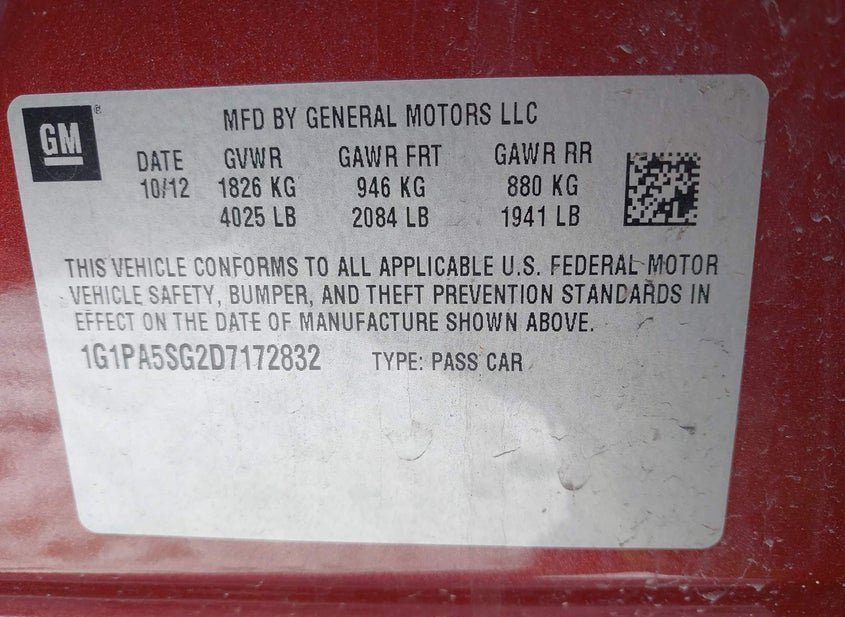 GM®
MFD BY GENERAL MOTORS LLC
DATE GVWR GAWR FRT GAWR RR
10/12 1826 KG 946 KG 880 KG
4025 LB 2084 LB 1941 LB
THIS VEHICLE CONFORMS TO ALL APPLICABLE U.S. FEDERAL MOTOR
VEHICLE SAFETY, BUMPER, AND THEFT PREVENTION STANDARDS IN
EFFECT ON THE DATE OF MANUFACTURE SHOWN ABOVE.
1G1PA5SG2D7172832 TYPE: PASS CAR